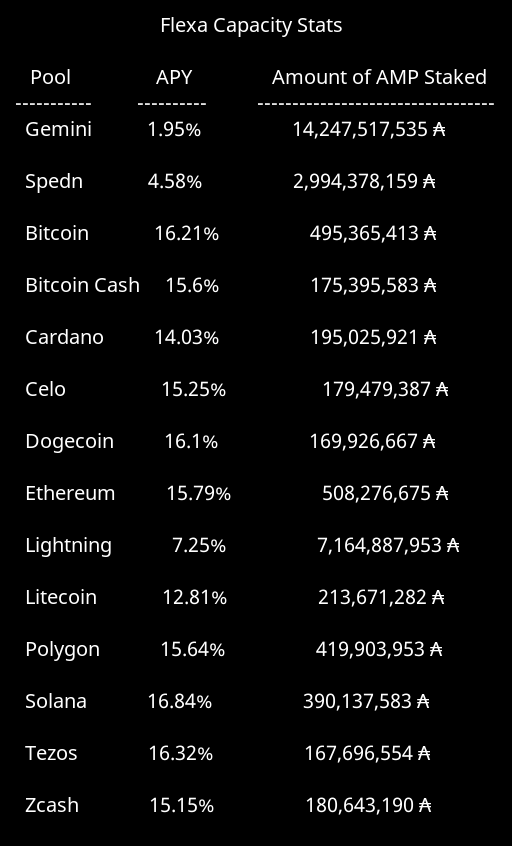 Flexa Capacity Stats
Pool APY Amount of AMP Staked
----------- ---------- ----------------------------------
Gemini 1.95% 14,247,517,535 ₳
Spedn 4.58% 2,994,378,159 ₳
Bitcoin 16.21% 495,365,413 ₳
Bitcoin Cash 15.6% 175,395,583 ₳
Cardano 14.03% 195,025,921 ₳
Celo 15.25% 179,479,387 ₳
Dogecoin 16.1% 169,926,667 ₳
Ethereum 15.79% 508,276,675 ₳
Lightning 7.25% 7,164,887,953 ₳
Litecoin 12.81% 213,671,282 ₳
Polygon 15.64% 419,903,953 ₳
Solana 16.84% 390,137,583 ₳
Tezos 16.32% 167,696,554 ₳
Zcash 15.15% 180,643,190 ₳